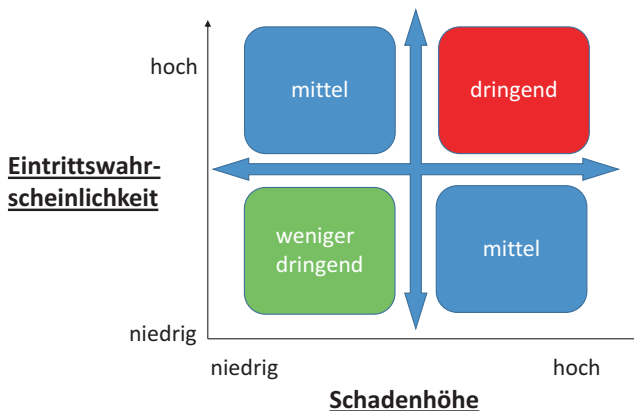 hoch
mittel
dringend
Eintrittswahr-
scheinlichkeit
weniger
dringend
mittel
niedrig
niedrig
hoch
Schadenhöhe